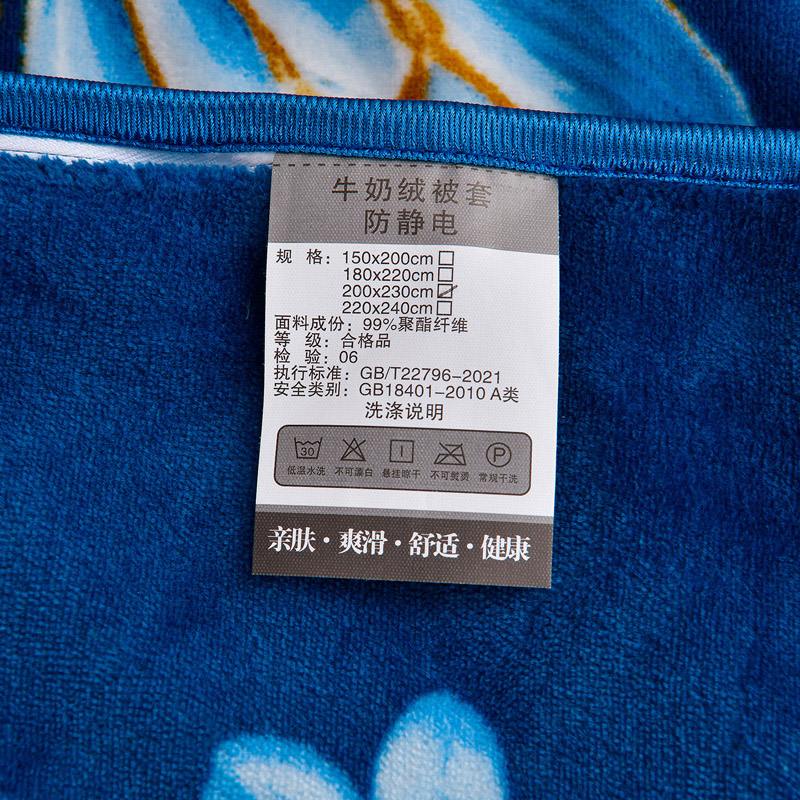 牛奶绒被套
防静电
规 格：150x200cm□
180x220cm□
200x230cm☑
220x240cm□
面料成份：99%聚酯纤维
等 级：合格品
检 验：06
执行标准：GB/T22796-2021
安全类别：GB18401-2010 A类
洗涤说明
30 P
低温水洗 不可漂白 悬挂晾干 不可熨烫 常规干洗
亲肤·爽滑·舒适·健康